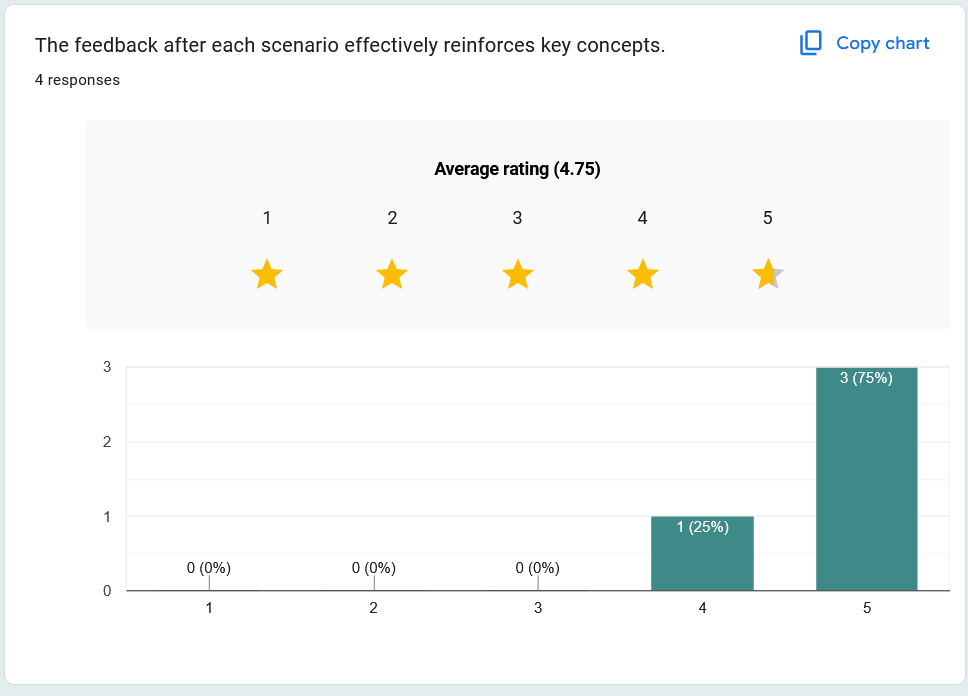 The feedback after each scenario effectively reinforces key concepts.
Copy chart
4 responses
Average rating (4.75)
1 2 3 4 5
3
3 (75%)
2
1
1 (25%)
0 (0%) 0 (0%) 0 (0%)
0
1 2 3 4 5